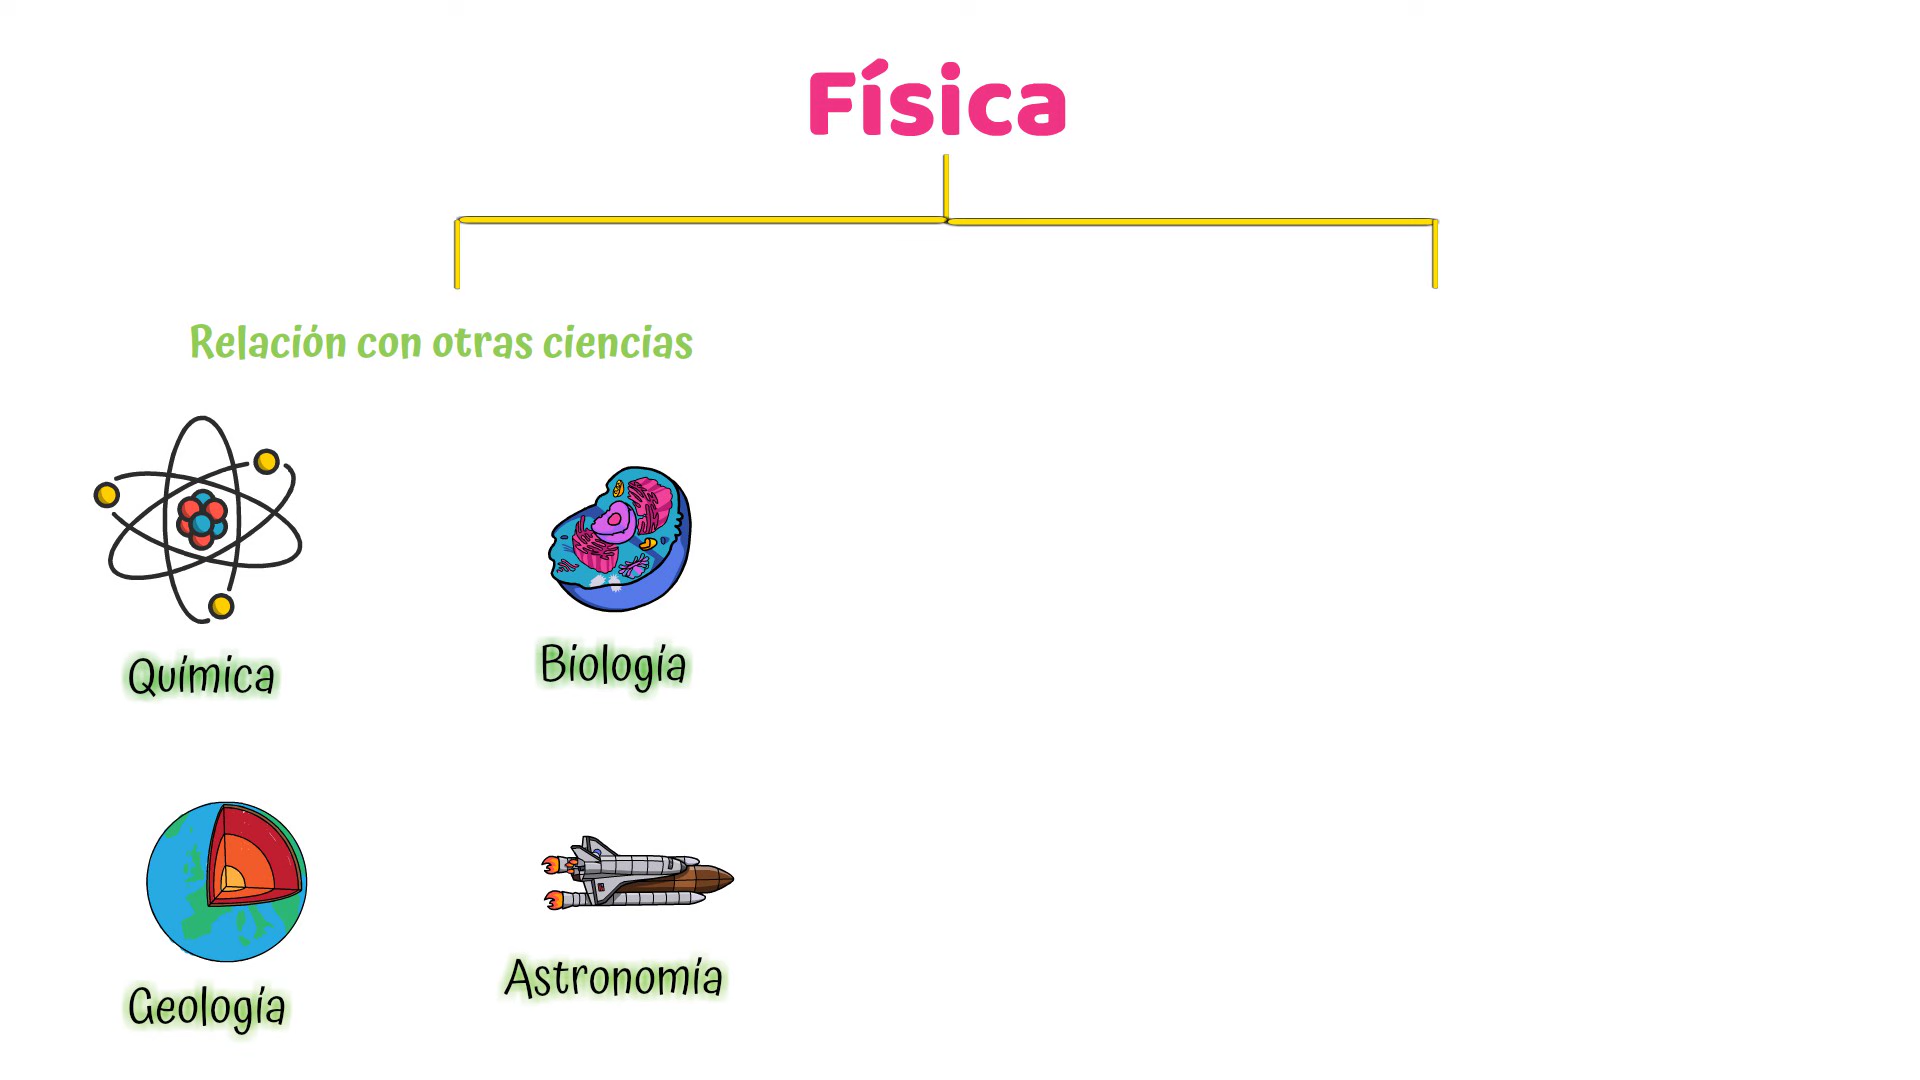 Física
Relación con otras ciencias
Química
Biología
Geología
Astronomía